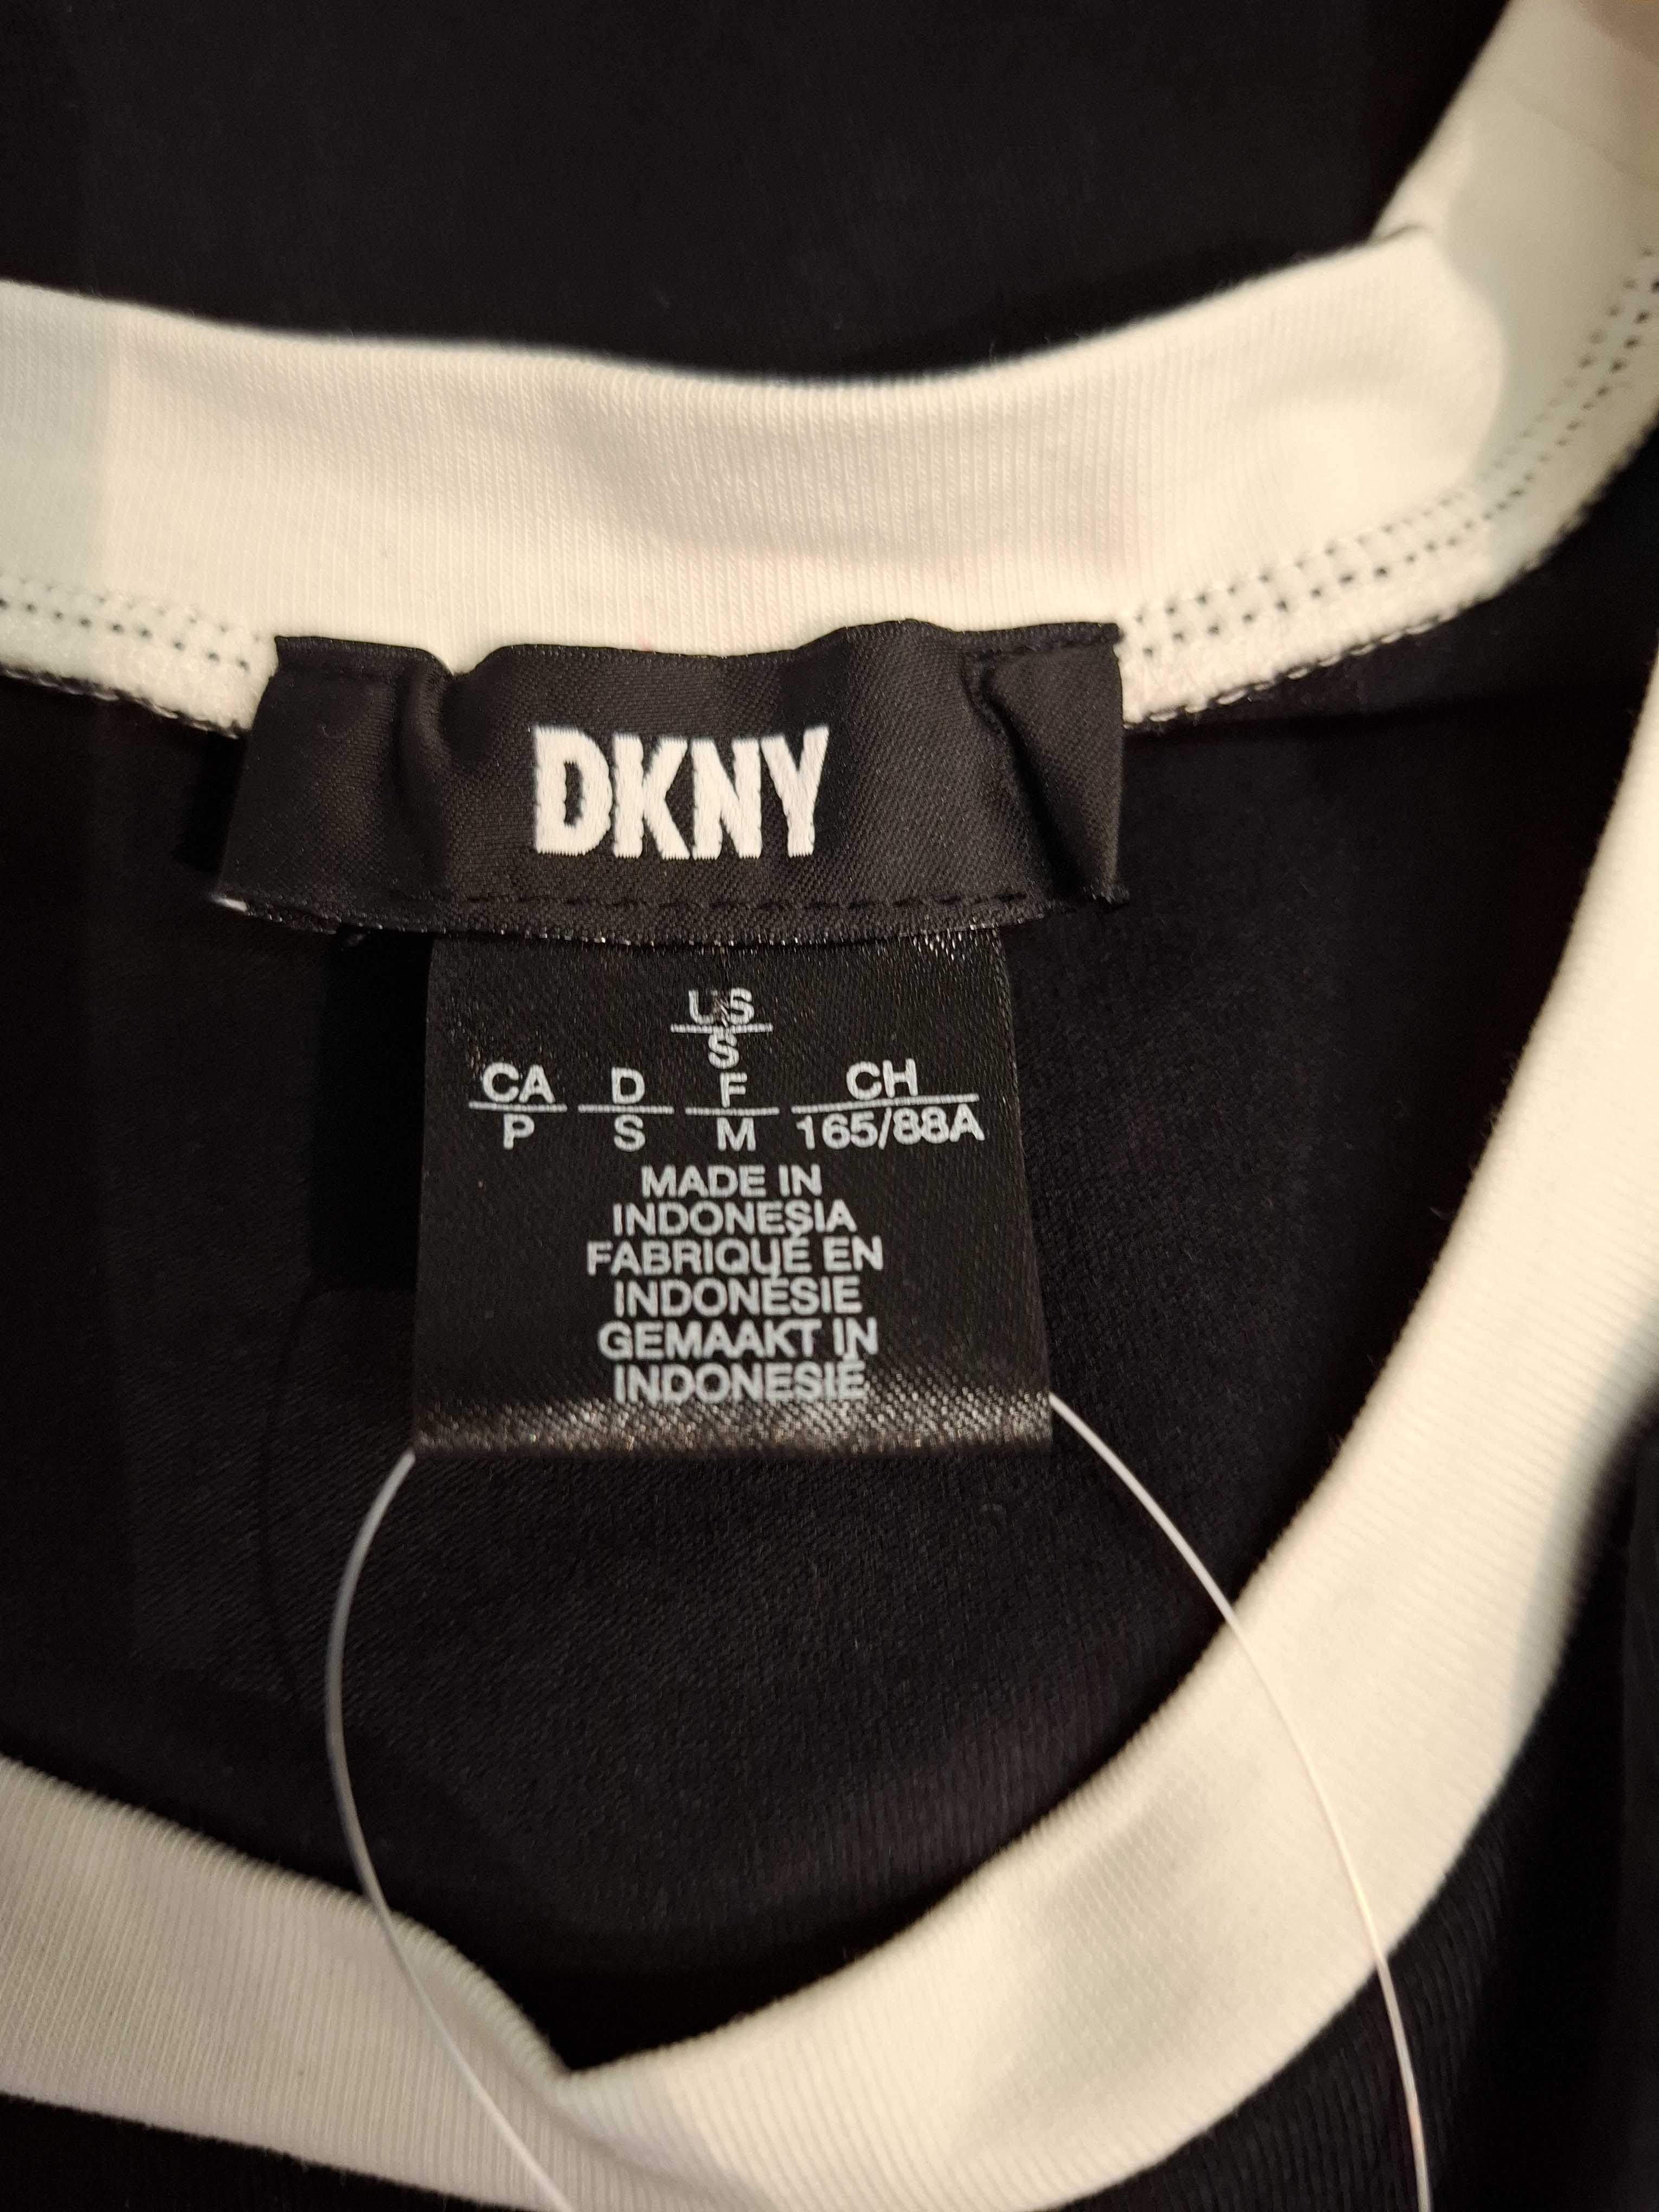 DKNY
US
S
CA D F CH
P S M 165/88A
MADE IN
INDONESIA
FABRIQUÉ EN
INDONÉSIE
GEMAAKT IN
INDONESIË